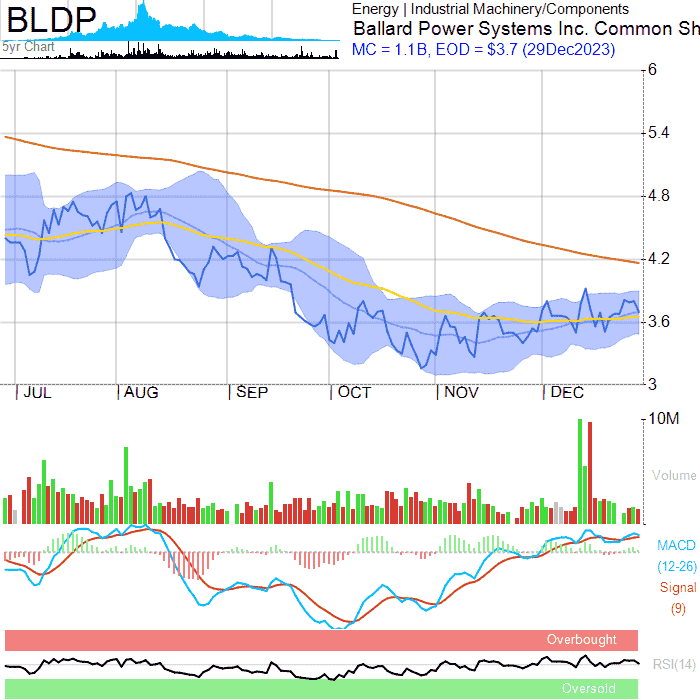 BLDP
5yr Chart
Energy | Industrial Machinery/Components
Ballard Power Systems Inc. Common Sh
MC = 1.1B, EOD = $3.7 (29Dec2023)
6
5.4
4.8
4.2
3.6
3
JUL AUG SEP OCT NOV DEC
10M
Volume
MACD
(12-26)
Signal
(9)
Overbought
RSI(14)
Oversold